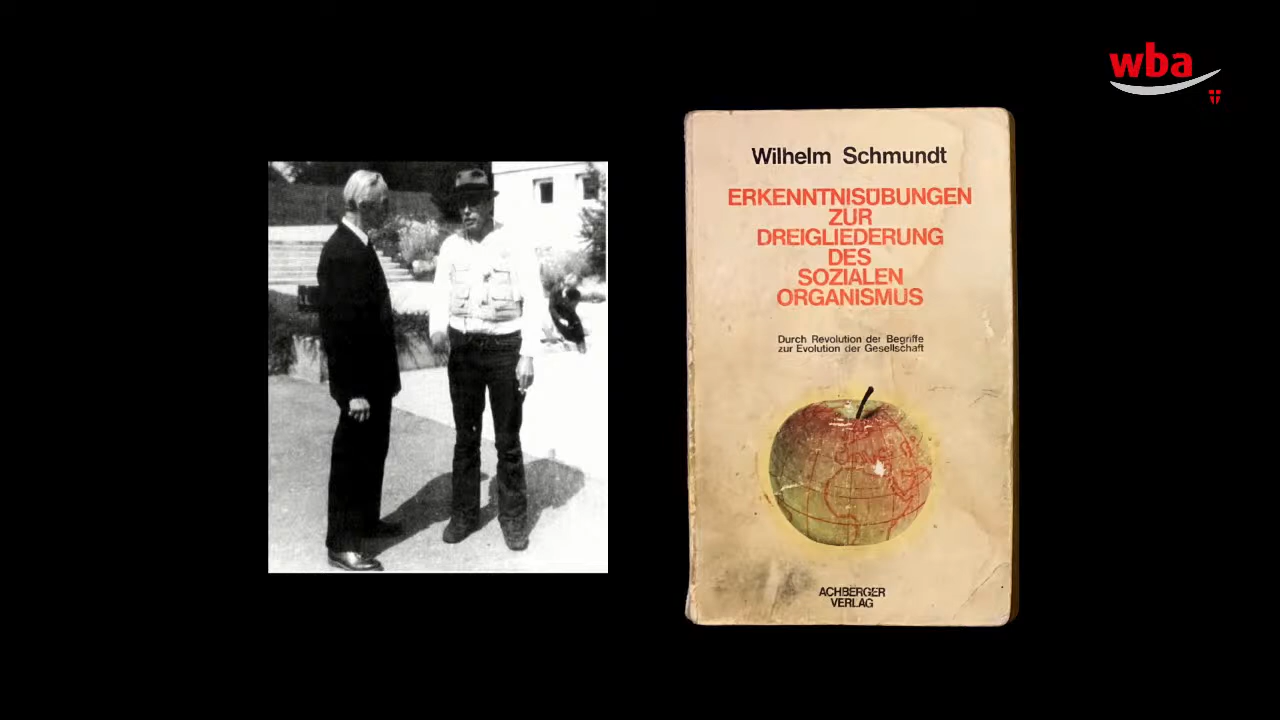 wba
Wilhelm Schmundt
ERKENNTNISÜBUNGEN
ZUR
DREIGLIEDERUNG
DES
SOZIALEN
ORGANISMUS
Durch Revolution der Begriffe
zur Evolution der Gesellschaft
ACHBERGER
VERLAG